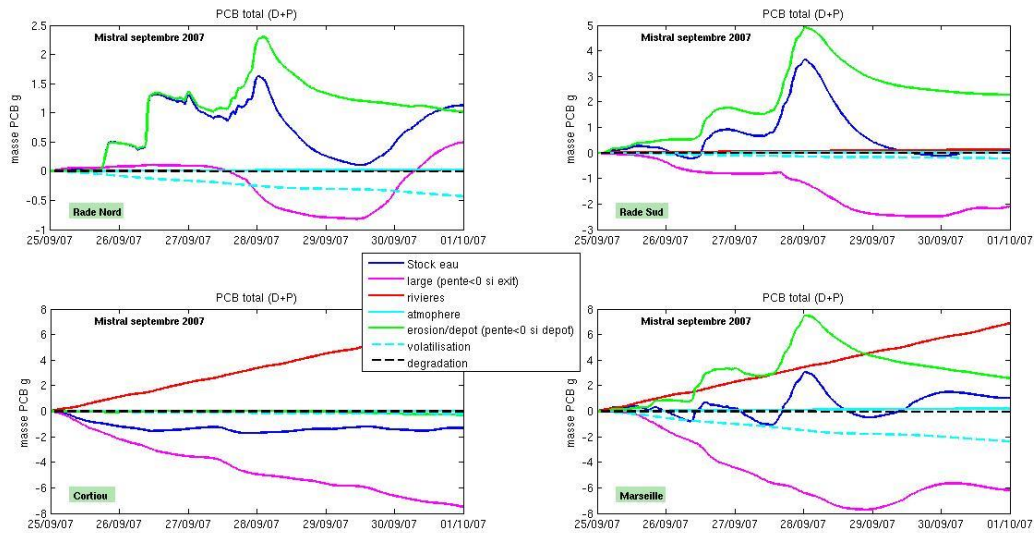 PCB total (D+P)
Mistral septembre 2007
masse PCB g
2.5
2
1.5
1
0.5
0
-0.5
-1
Rade Nord
25/09/07 26/09/07 27/09/07 28/09/07 29/09/07 30/09/07 01/10/07
PCB total (D+P)
Mistral septembre 2007
masse PCB g
5
4
3
2
1
0
-1
-2
-3
Rade Sud
25/09/07 26/09/07 27/09/07 28/09/07 29/09/07 30/09/07 01/10/07
Stock eau
large (pente<0 si exit)
rivieres
atmophere
erosion/depot (pente<0 si depot)
volatilisation
degradation
PCB total (D+P)
Mistral septembre 2007
masse PCB g
8
6
4
2
0
-2
-4
-6
-8
Cortiou
25/09/07 26/09/07 27/09/07 28/09/07 29/09/07 30/09/07 01/10/07
PCB total (D+P)
Mistral septembre 2007
masse PCB g
8
6
4
2
0
-2
-4
-6
-8
Marseille
25/09/07 26/09/07 27/09/07 28/09/07 29/09/07 30/09/07 01/10/07